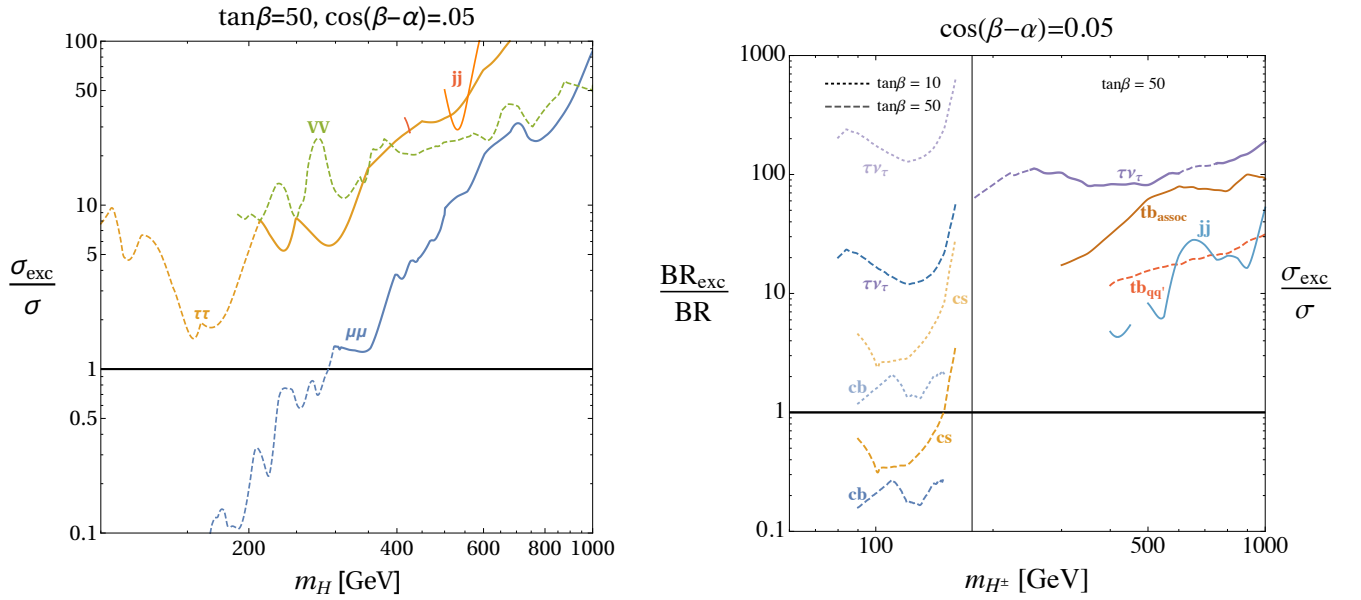 tanβ=50, cos(β−α)=.05
100
50
10
5
1
0.5
0.1
σexc
σ
VV
jj
ττ
μμ
200
400
600
800
1000
mH [GeV]
cos(β−α)=0.05
1000
100
10
1
0.1
BRexc
BR
tanβ = 10
tanβ = 50
tanβ = 50
τντ
τντ
τντ
tbassoc
jj
tbqq'
cs
cb
cs
cb
σexc
σ
100
500
1000
mH± [GeV]